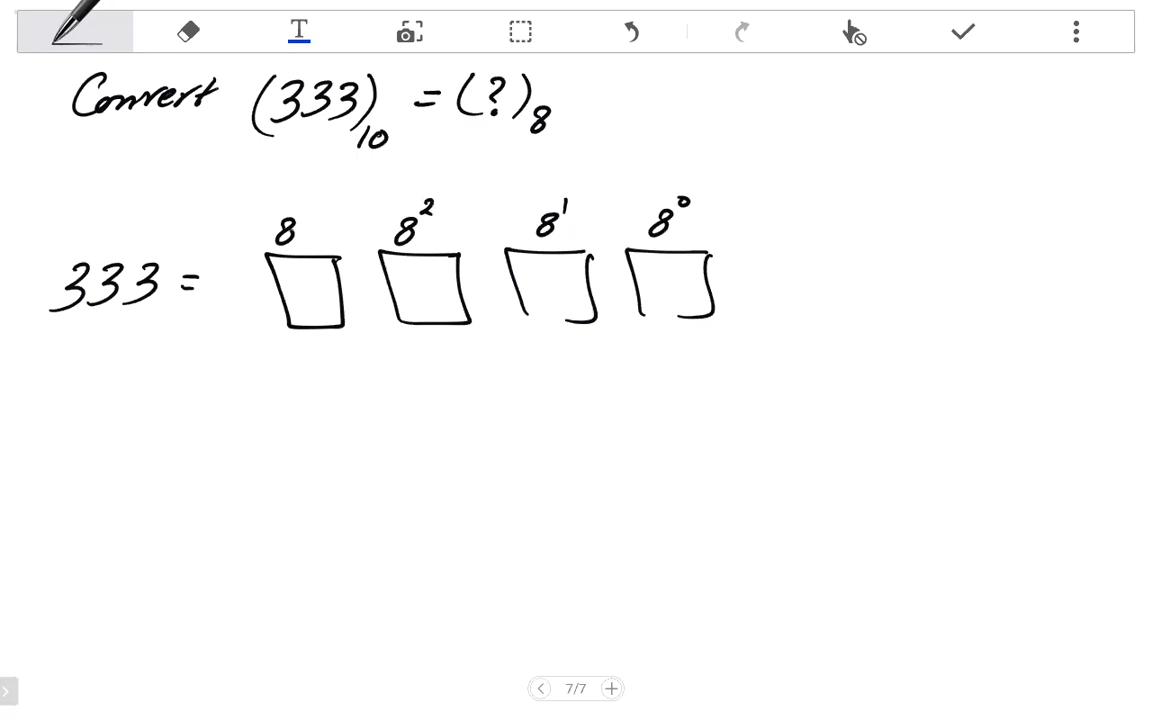 T
Convert (333)₁₀ = (?)₈
8 8² 8¹ 8⁰
333 =
7/7